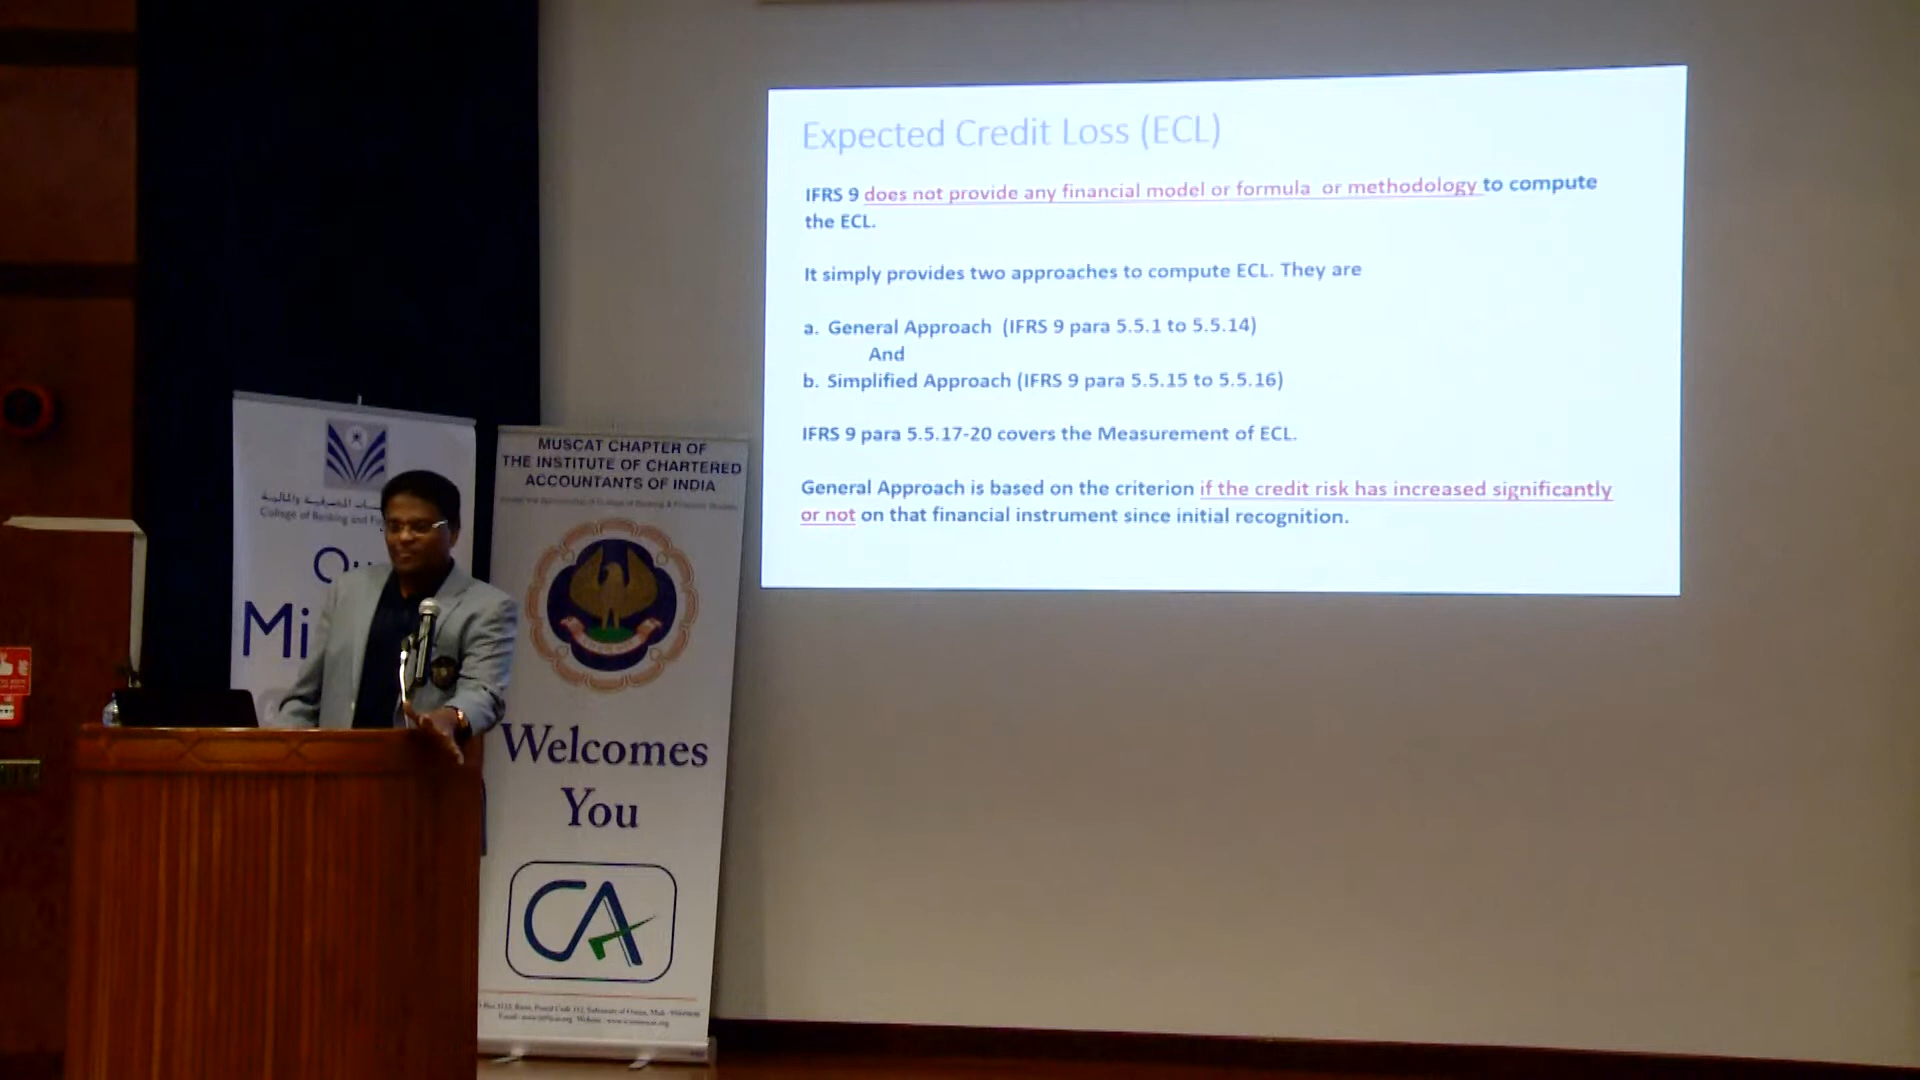 Expected Credit Loss (ECL)
IFRS 9 does not provide any financial model or formula or methodology to compute
the ECL.
It simply provides two approaches to compute ECL. They are
a. General Approach (IFRS 9 para 5.5.1 to 5.5.14)
And
b. Simplified Approach (IFRS 9 para 5.5.15 to 5.5.16)
IFRS 9 para 5.5.17-20 covers the Measurement of ECL.
General Approach is based on the criterion if the credit risk has increased significantly
or not on that financial instrument since initial recognition.
College of Banking and
Mi
MUSCAT CHAPTER OF
THE INSTITUTE OF CHARTERED
ACCOUNTANTS OF INDIA
Welcomes
You
CA